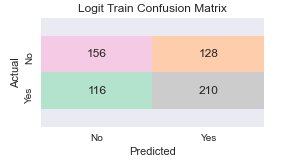 Logit Train Confusion Matrix
Actual
No
156
128
Yes
116
210
No
Yes
Predicted